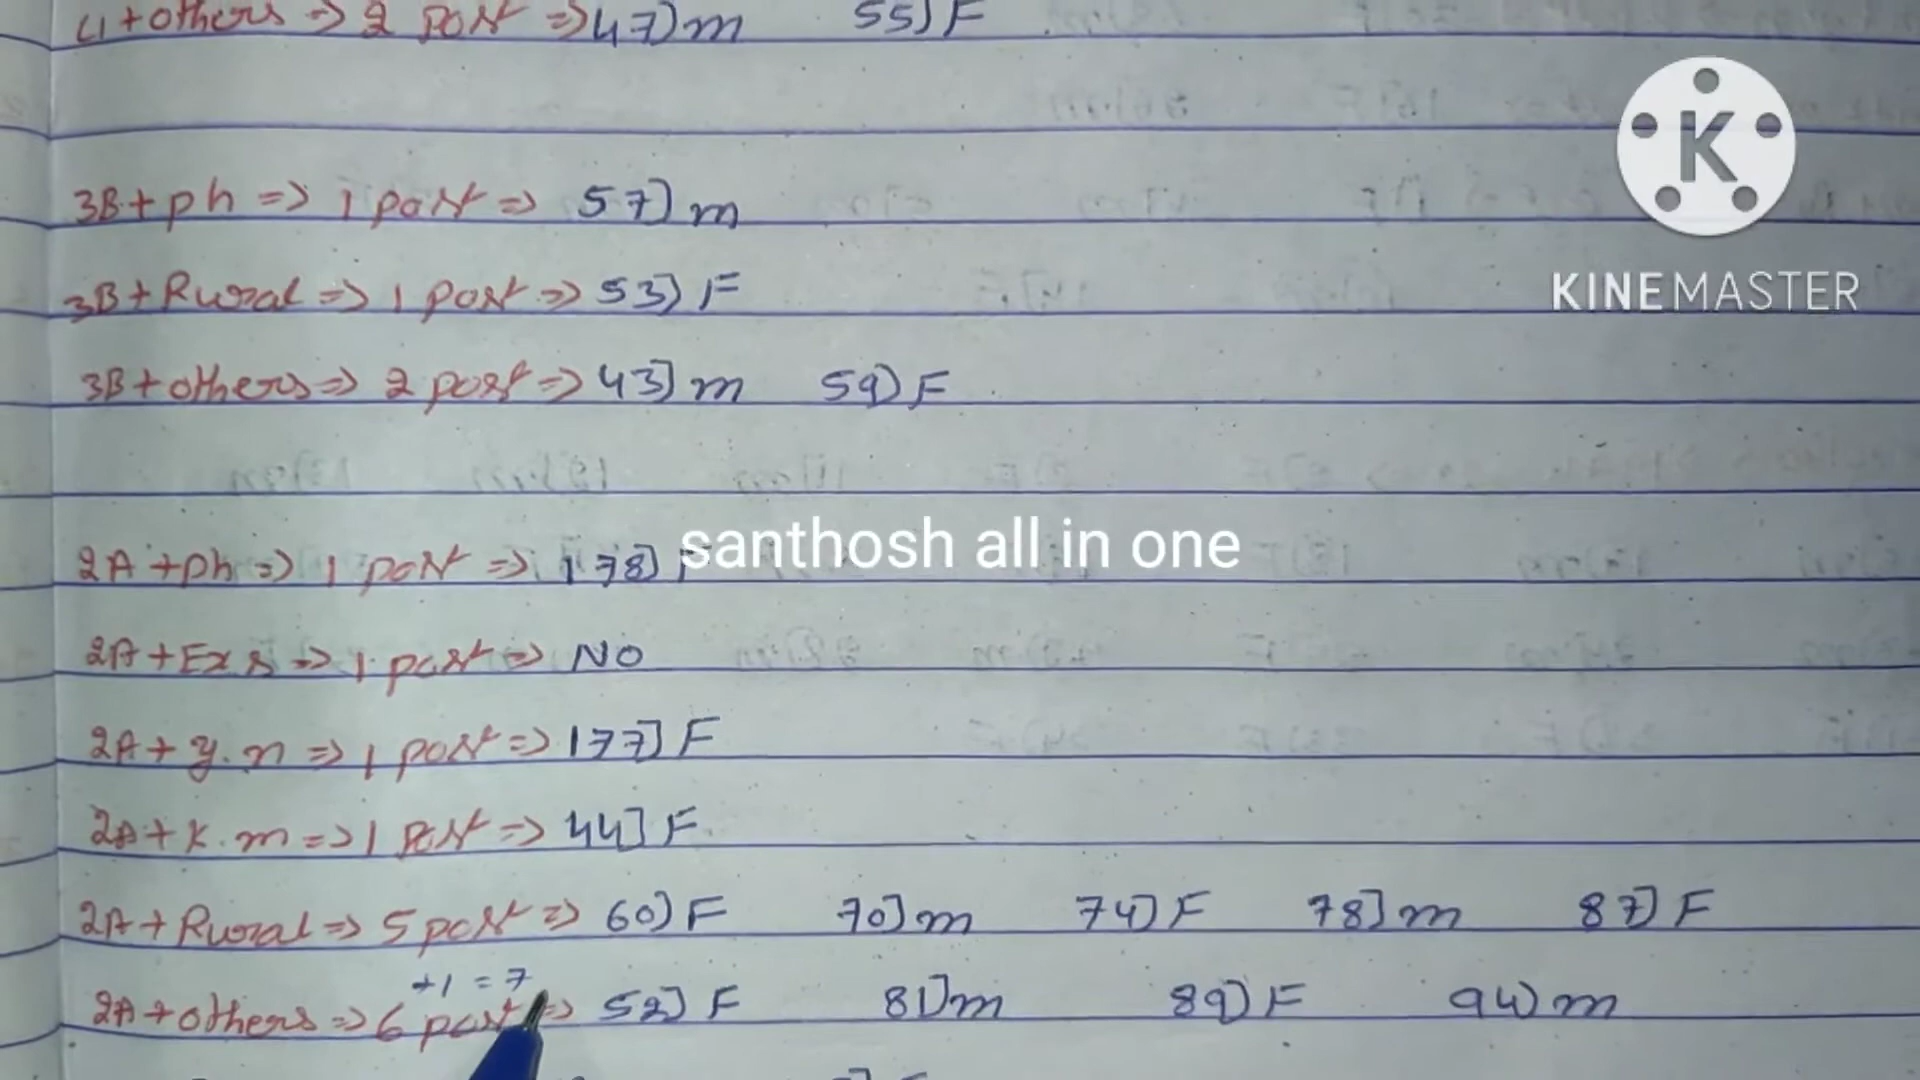 4+others => 2 post => 47) m 55) F
3B+ph => 1 post => 57) m
3B+Rural => 1 post => 53) F
3B+others => 2 post => 43) m 59) F
2A+ph => 1 post => 178) F
2A+Exs => 1 post => NO
2A+y.n => 1 post => 177) F
2A+K.m => 1 post => 44) F
2A+Rural => 5 post => 60) F 70) m 74) F 78) m 87) F
+1 = 7
2A+others => 6 post => 52) F 81) m 89) F 94) m
K
KINEMASTER
santhosh all in one